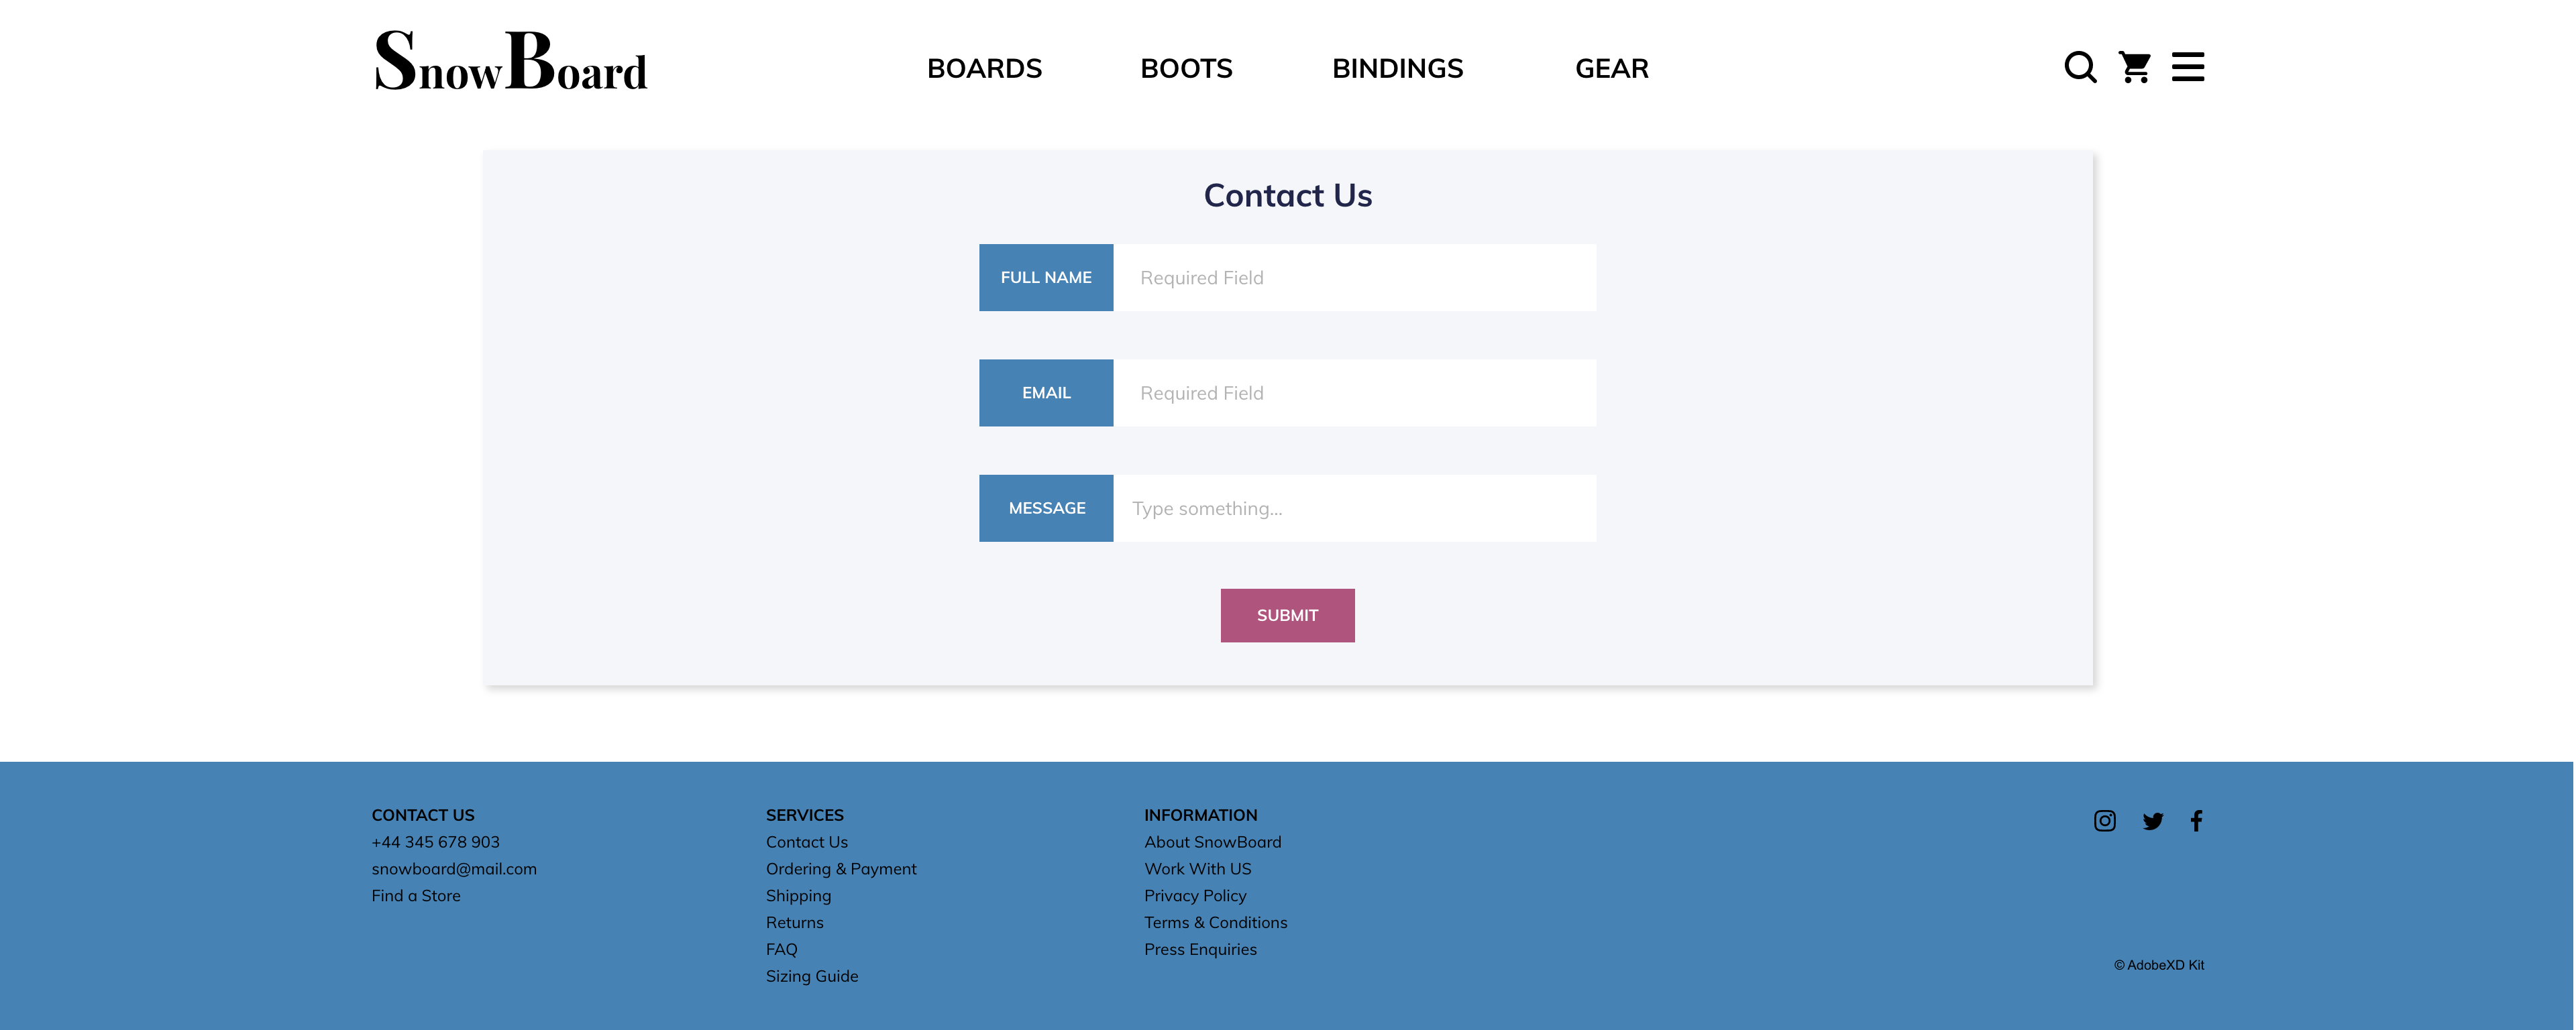 SnowBoard
BOARDS BOOTS BINDINGS GEAR
Contact Us
FULL NAME Required Field
EMAIL Required Field
MESSAGE Type something...
SUBMIT
CONTACT US
+44 345 678 903
snowboard@mail.com
Find a Store
SERVICES
Contact Us
Ordering & Payment
Shipping
Returns
FAQ
Sizing Guide
INFORMATION
About SnowBoard
Work With US
Privacy Policy
Terms & Conditions
Press Enquiries
© AdobeXD Kit